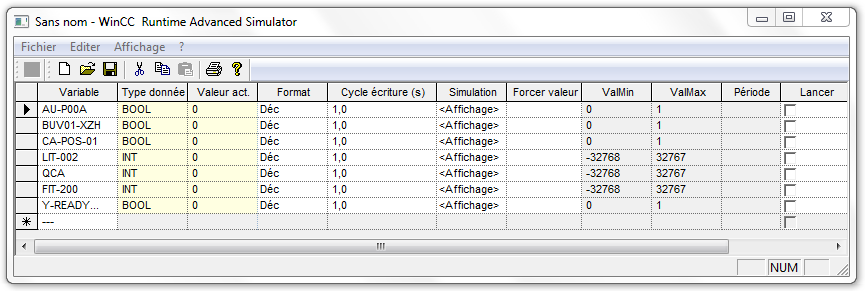 Sans nom - WinCC Runtime Advanced Simulator
Fichier Editer Affichage ?
Variable Type donnée Valeur act. Format Cycle écriture (s) Simulation Forcer valeur ValMin ValMax Période Lancer
AU-P00A BOOL 0 Déc 1,0 <Affichage> 0 1
BUV01-XZH BOOL 0 Déc 1,0 <Affichage> 0 1
CA-POS-01 BOOL 0 Déc 1,0 <Affichage> 0 1
LIT-002 INT 0 Déc 1,0 <Affichage> -32768 32767
QCA INT 0 Déc 1,0 <Affichage> -32768 32767
FIT-200 INT 0 Déc 1,0 <Affichage> -32768 32767
Y-READY... BOOL 0 Déc 1,0 <Affichage> 0 1
---
NUM